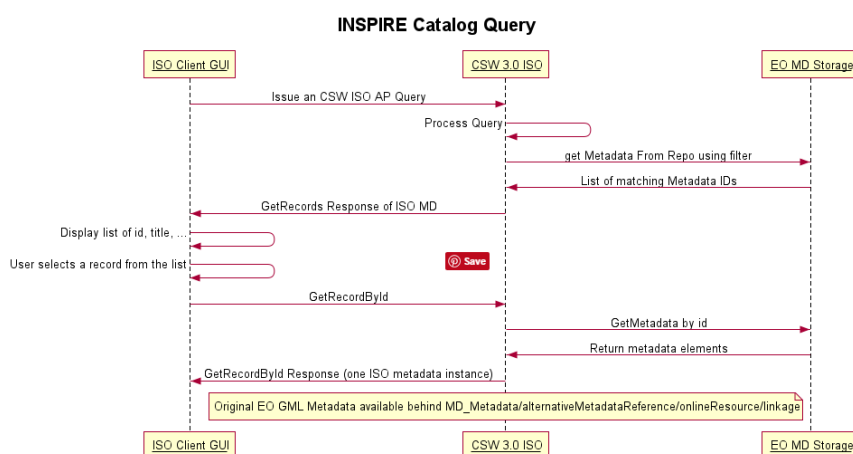 INSPIRE Catalog Query
ISO Client GUI
CSW 3.0 ISO
EO MD Storage
Issue an CSW ISO AP Query
Process Query
get Metadata From Repo using filter
List of matching Metadata IDs
GetRecords Response of ISO MD
Display list of id, title, ...
User selects a record from the list
Save
GetRecordById
GetMetadata by id
Return metadata elements
GetRecordById Response (one ISO metadata instance)
Original EO GML Metadata available behind MD_Metadata/alternativeMetadataReference/onlineResource/linkage
ISO Client GUI
CSW 3.0 ISO
EO MD Storage